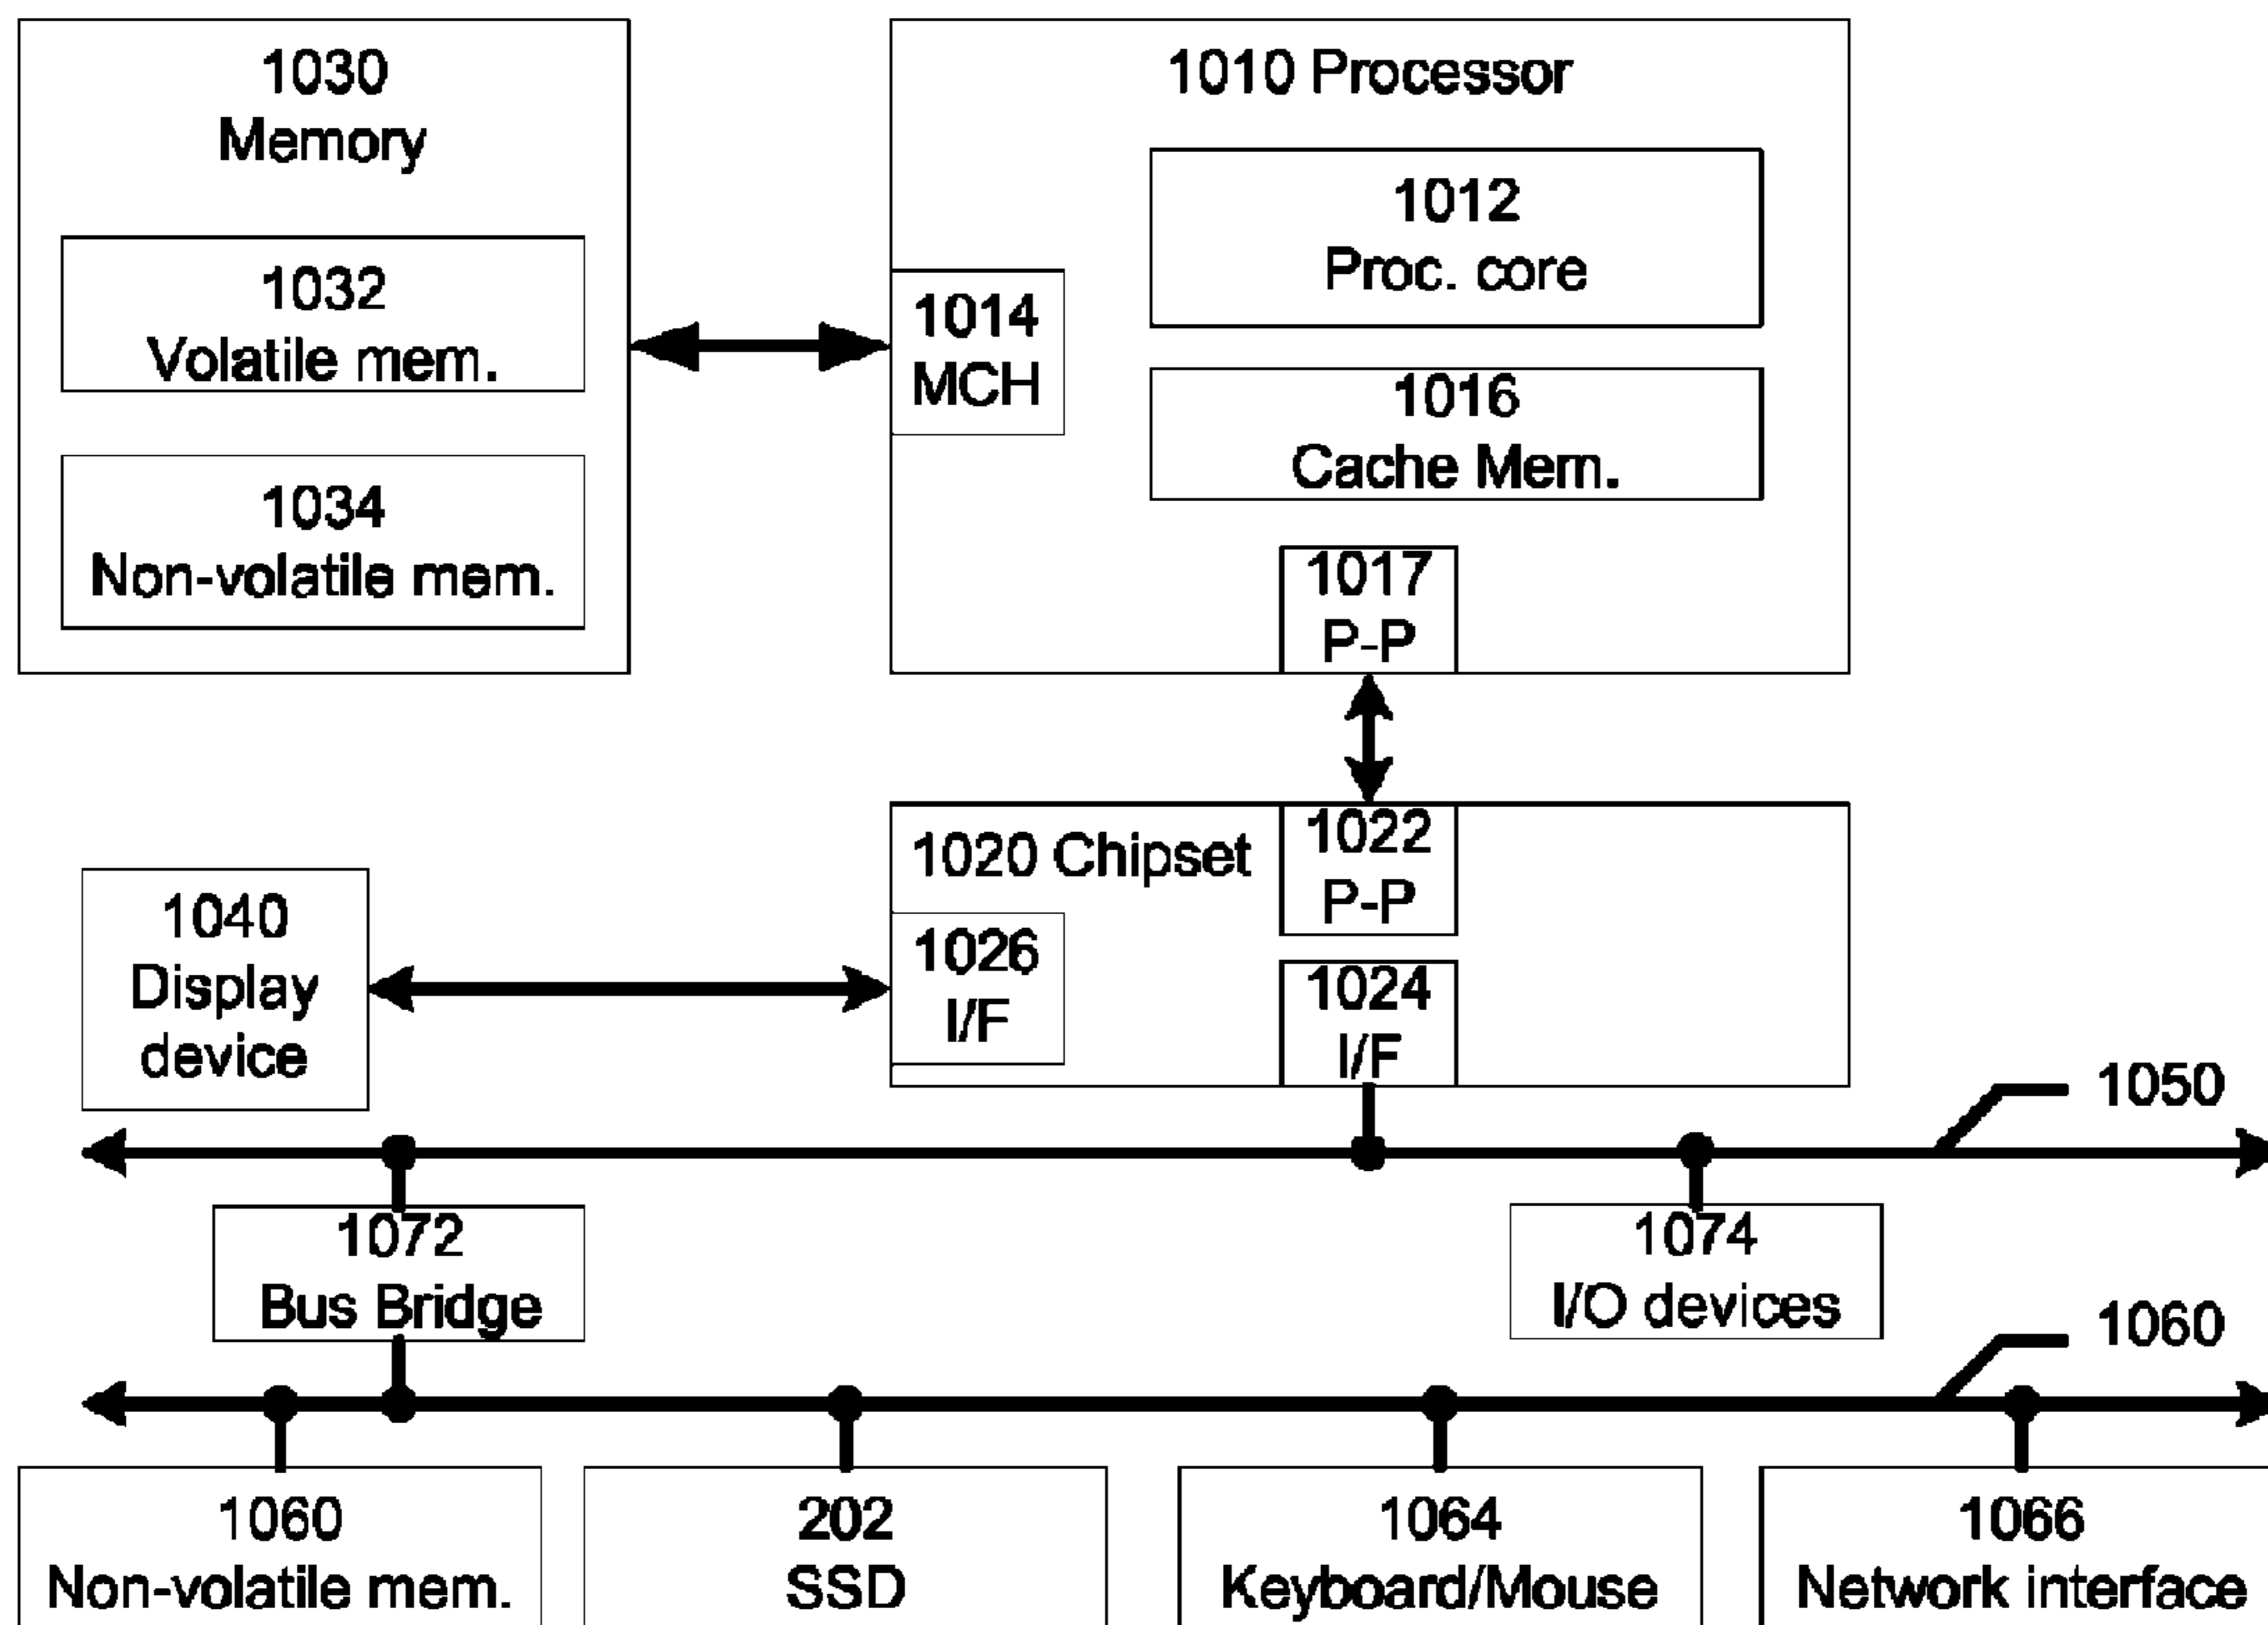 1030
Memory
1032
Volatile mem.
1034
Non-volatile mem.
1010 Processor
1012
Proc. core
1014
MCH
1016
Cache Mem.
1017
P-P
1020 Chipset
1022
P-P
1026
I/F
1024
I/F
1040
Display
device
1050
1072
Bus Bridge
1074
I/O devices
1060
1060
Non-volatile mem.
202
SSD
1064
Keyboard/Mouse
1066
Network interface